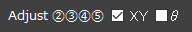 Adjust ②③④⑤ ☑ XY ☐ θ